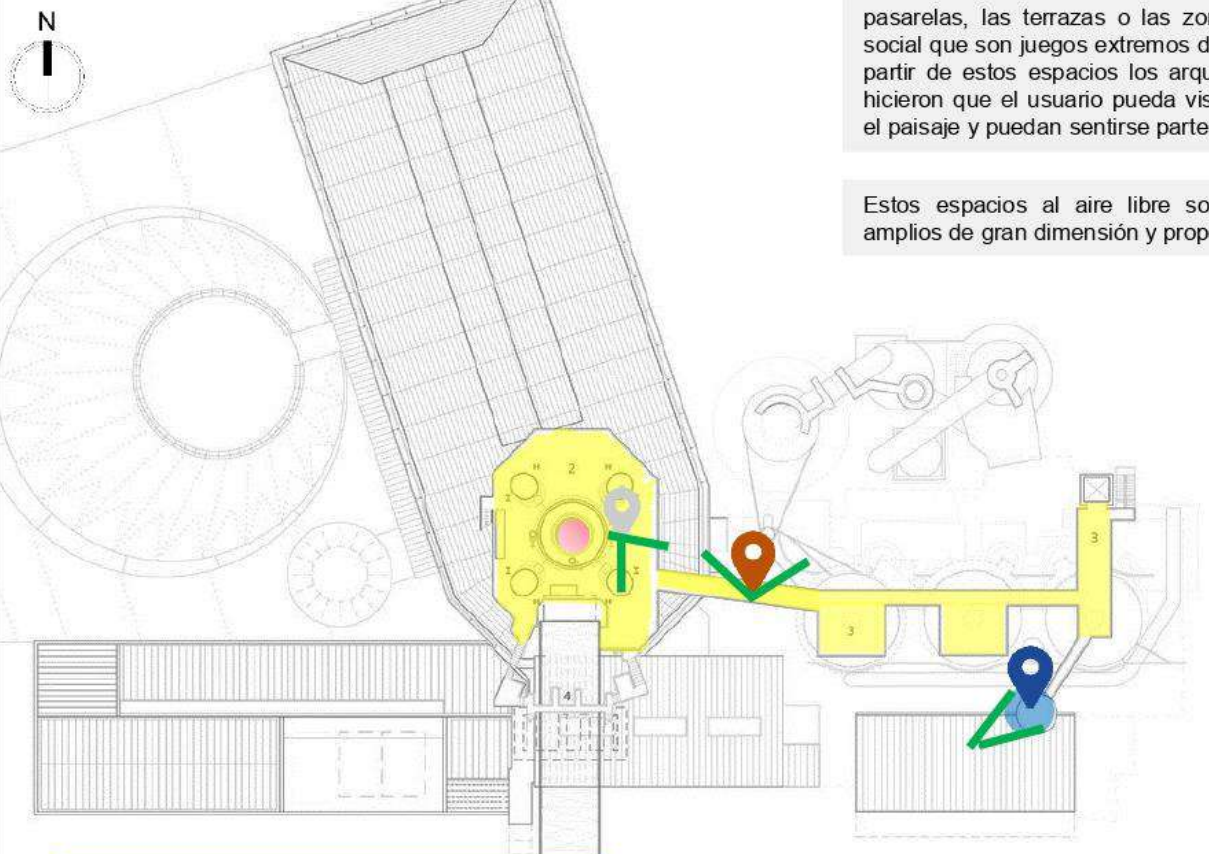 N
pasarelas, las terrazas o las zon
social que son juegos extremos d
partir de estos espacios los arqu
hicieron que el usuario pueda vis
el paisaje y puedan sentirse parte
Estos espacios al aire libre so
amplios de gran dimensión y prop
2
3
3
4